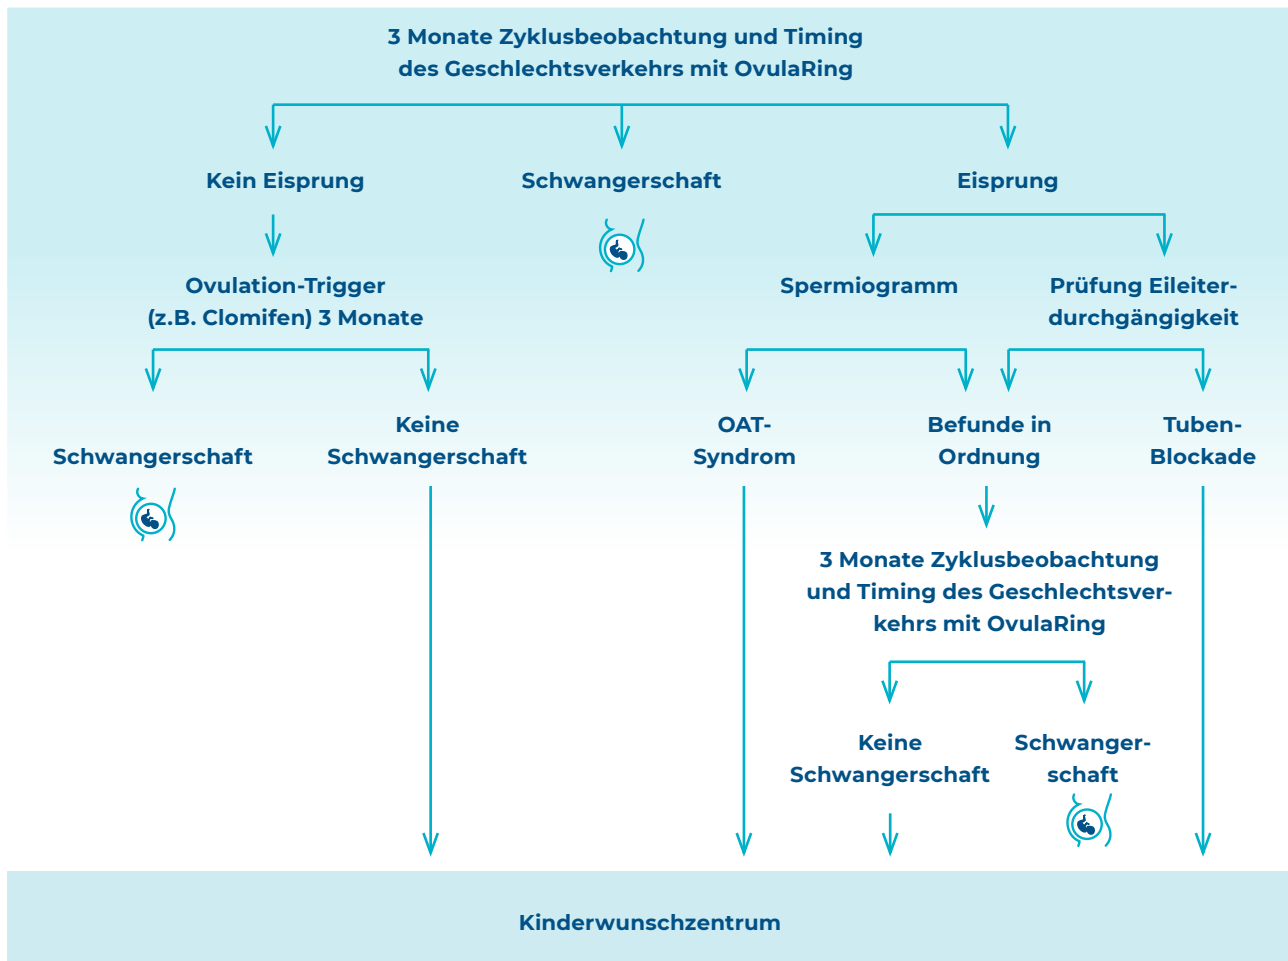 3 Monate Zyklusbeobachtung und Timing
des Geschlechtsverkehrs mit OvulaRing
Kein Eisprung
Schwangerschaft
Eisprung
Ovulation-Trigger
(z.B. Clomifen) 3 Monate
Spermiogramm
Prüfung Eileiter-
durchgängigkeit
Schwangerschaft
Keine
Schwangerschaft
OAT-
Syndrom
Befunde in
Ordnung
Tuben-
Blockade
3 Monate Zyklusbeobachtung
und Timing des Geschlechtsver-
kehrs mit OvulaRing
Keine
Schwangerschaft
Schwanger-
schaft
Kinderwunschzentrum